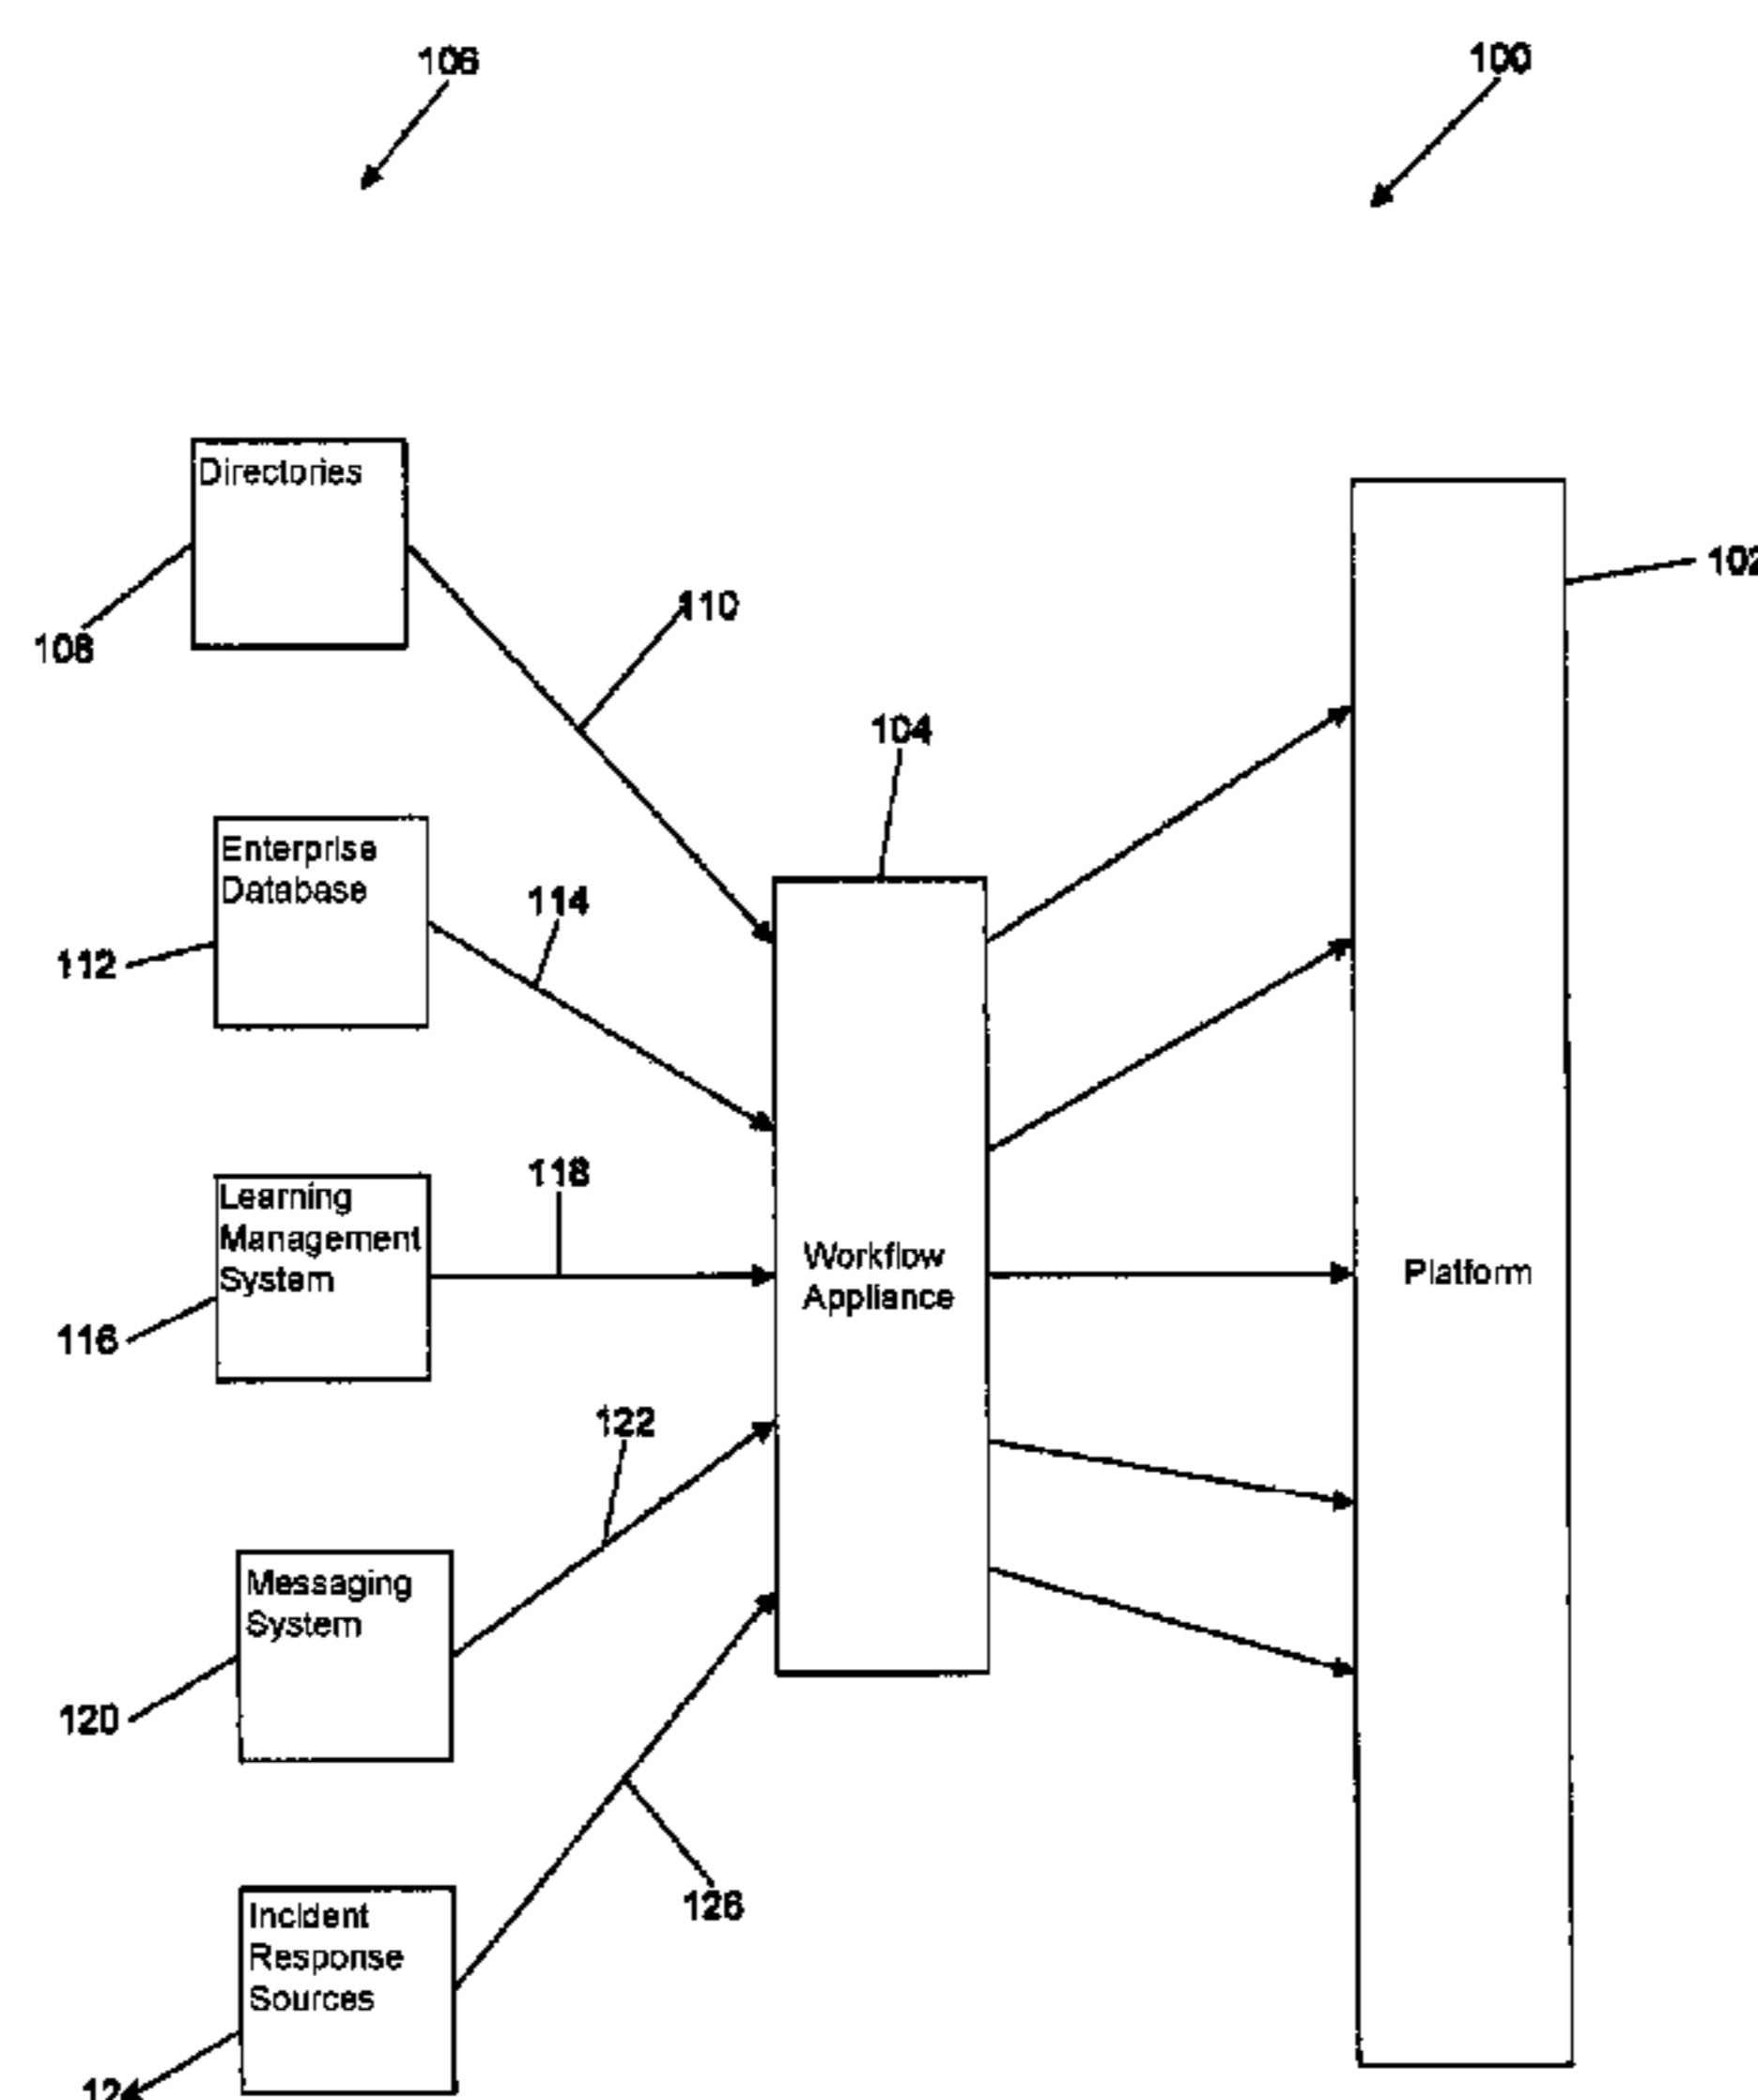 106
100
Directories
108
110
102
104
Enterprise
Database
114
112
Learning
Management
System
118
Workflow
Appliance
Platform
116
122
Messaging
System
120
126
Incident
Response
Sources
124